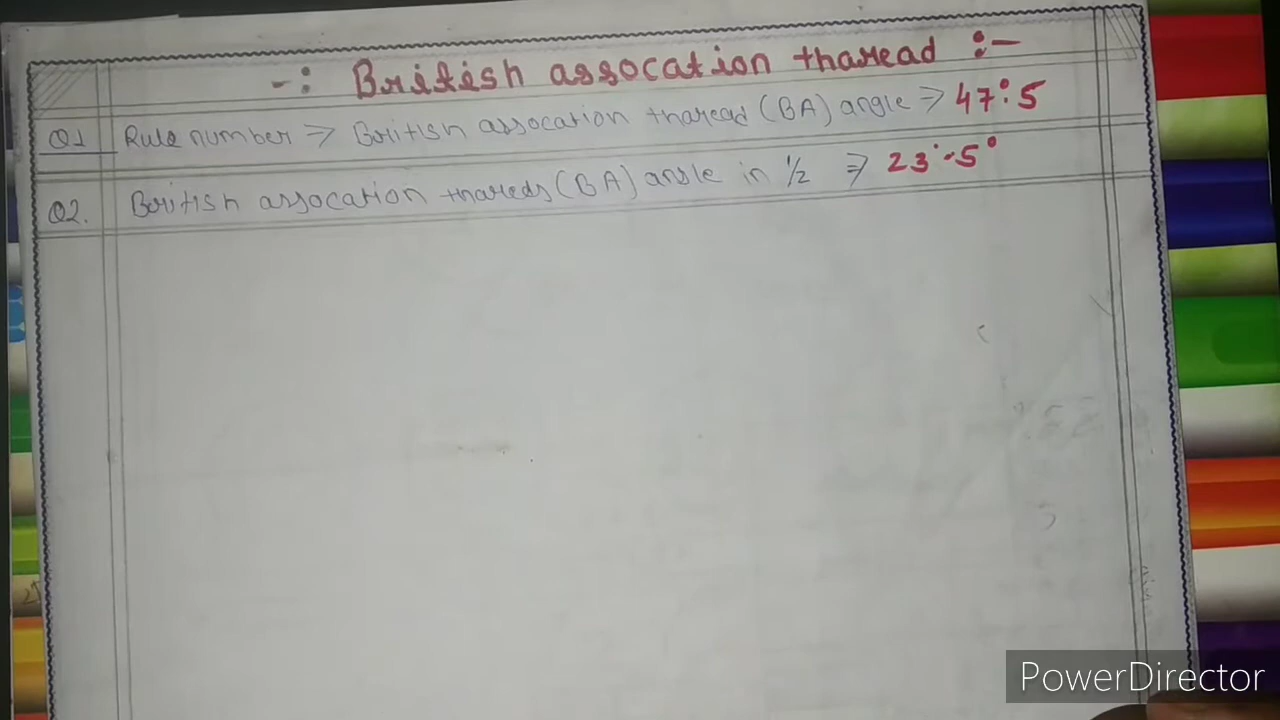 -: British assocation tharead :-
Q1 Rule number ⇒ British assocation tharead (BA) angle ⇒ 47°.5
Q2. British assocation thareds (BA) angle in 1/2 ⇒ 23°.5°
PowerDirector